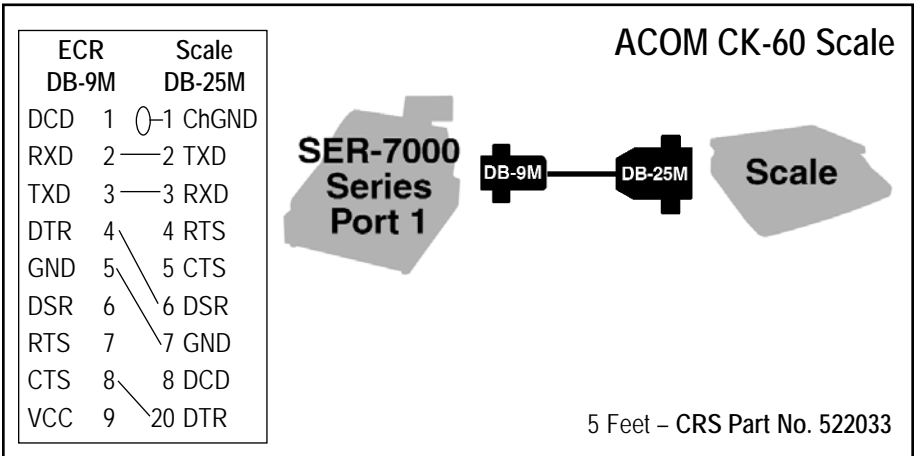 ACOM CK-60 Scale
ECR Scale
DB-9M DB-25M
DCD 1 1 ChGND
RXD 2 2 TXD
TXD 3 3 RXD
DTR 4 4 RTS
GND 5 5 CTS
DSR 6 6 DSR
RTS 7 7 GND
CTS 8 8 DCD
VCC 9 20 DTR
SER-7000
Series
Port 1
DB-9M
DB-25M
Scale
5 Feet – CRS Part No. 522033